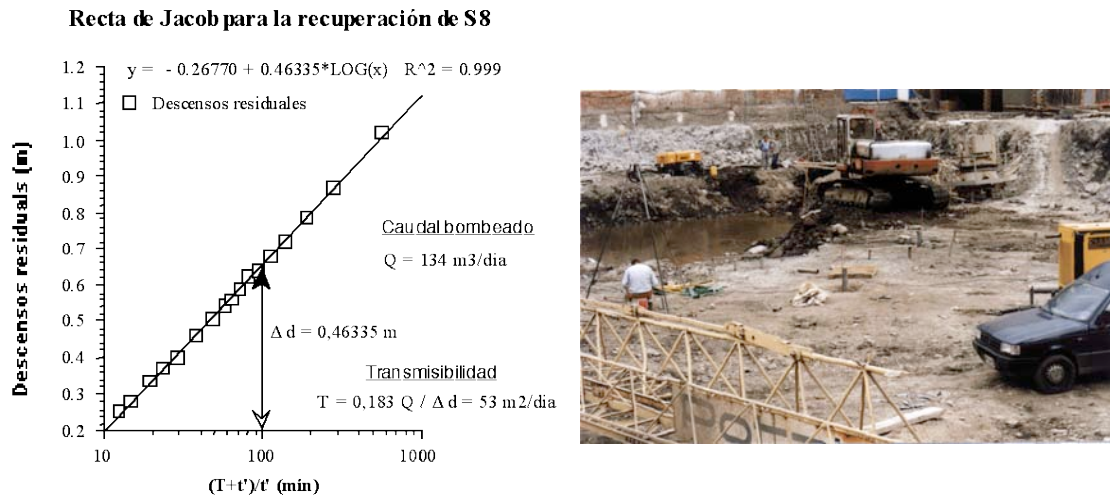 Recta de Jacob para la recuperación de S8
y = - 0.26770 + 0.46335*LOG(x) R^2 = 0.999
Descensos residuales
Descensos residuals (m)
1.2
1.1
1.0
0.9
0.8
0.7
0.6
0.5
0.4
0.3
0.2
Caudal bombeado
Q = 134 m3/dia
Δ d = 0,46335 m
Transmisibilidad
T = 0,183 Q / Δ d = 53 m2/dia
10
100
1000
(T+t')/t' (min)